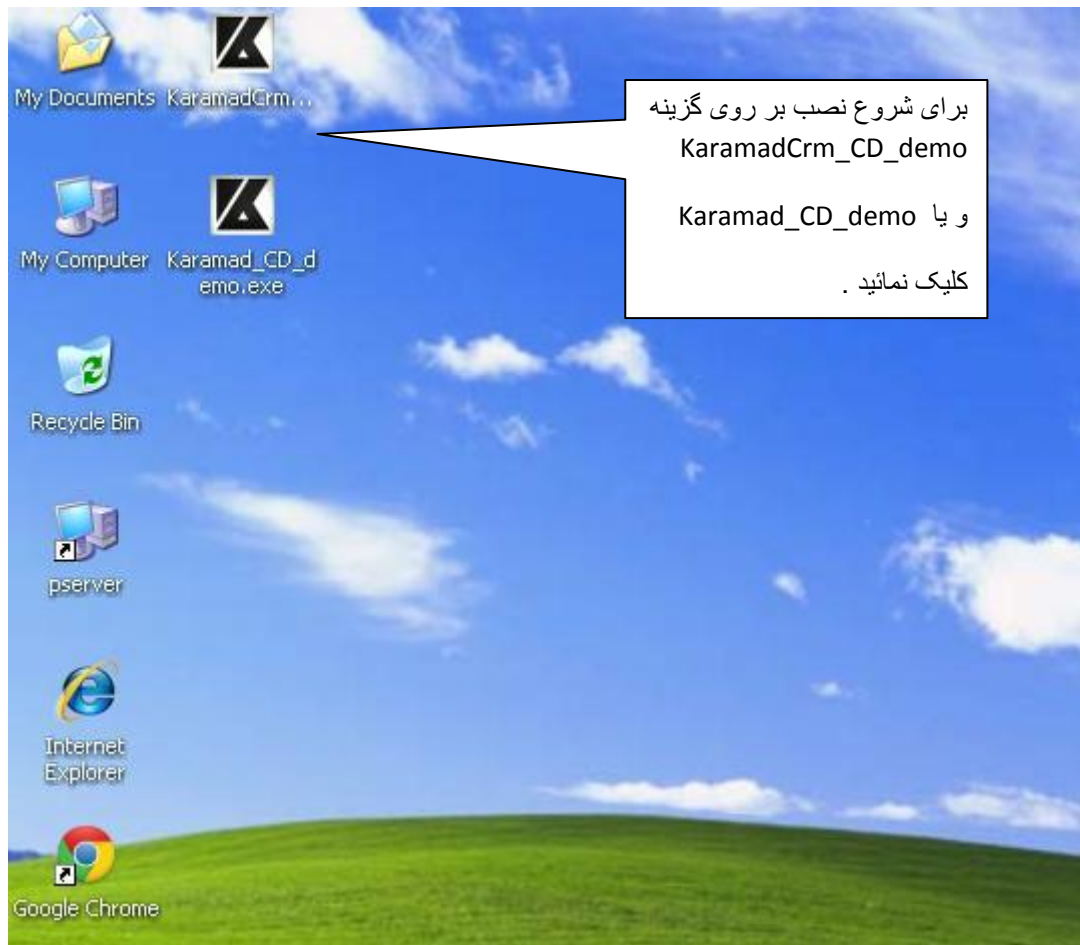 My Documents
KaramadCrm...
برای شروع نصب بر روی گزینه
KaramadCrm_CD_demo
و یا Karamad_CD_demo
کلیک نمائید .
My Computer
Karamad_CD_d
emo.exe
Recycle Bin
pserver
Internet
Explorer
Google Chrome